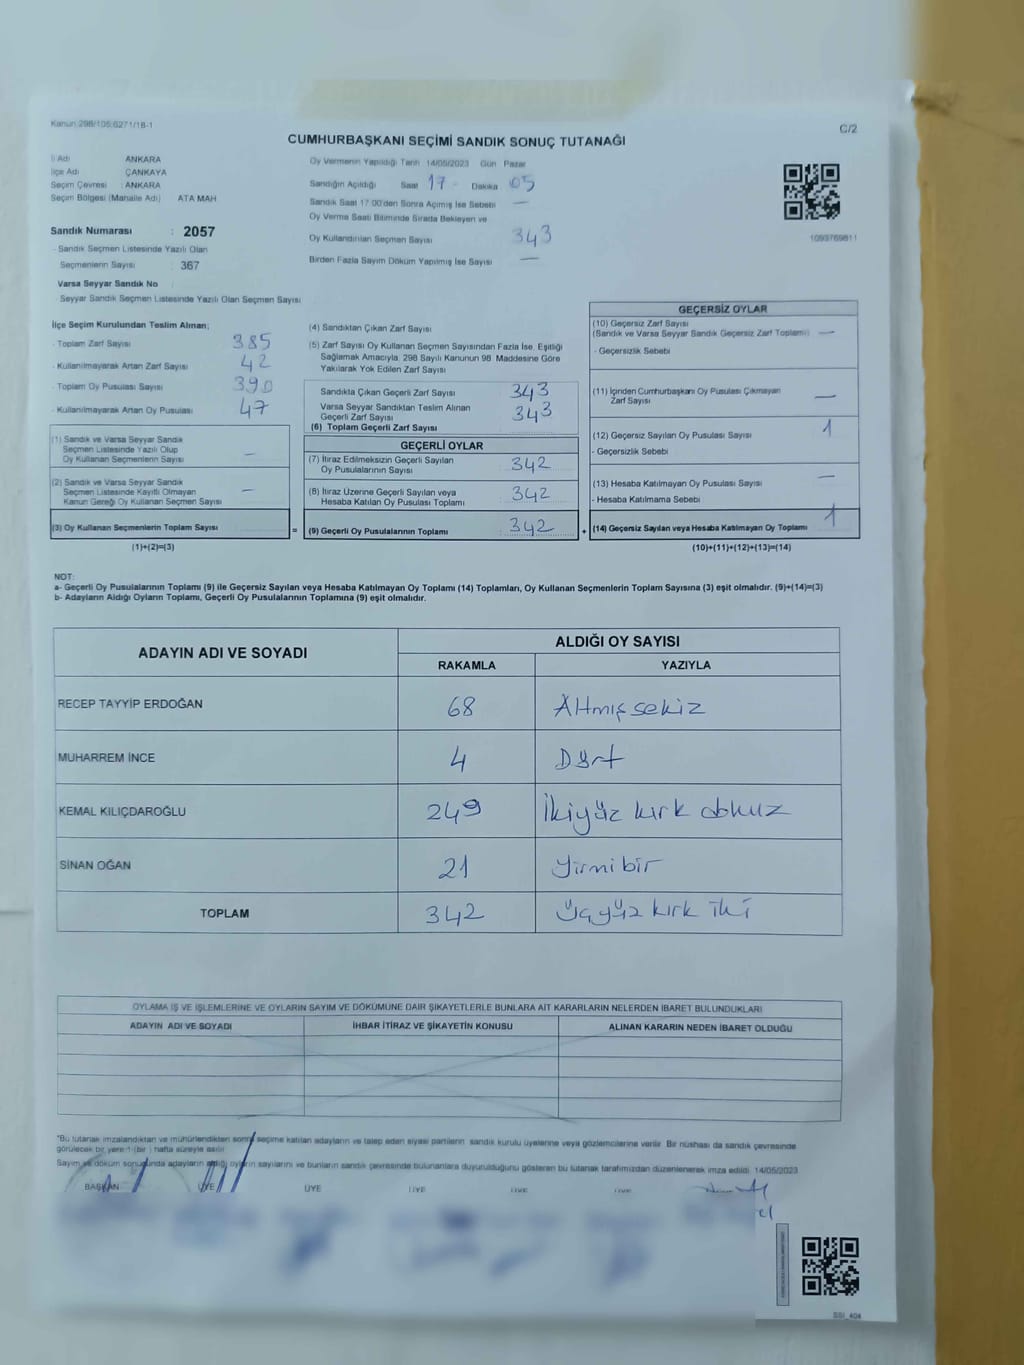 Kanun 298/105:6271/18-1
C/2
CUMHURBAŞKANI SEÇİMİ SANDIK SONUÇ TUTANAĞI
İl Adı ANKARA
İlçe Adı ÇANKAYA
Seçim Çevresi : ANKARA
Seçim Bölgesi (Mahalle Adı) ATA MAH
Sandık Numarası : 2057
- Sandık Seçmen Listesinde Yazılı Olan
Seçmenlerin Sayısı : 367
Varsa Seyyar Sandık No :
Seyyar Sandık Seçmen Listesinde Yazılı Olan Seçmen Sayısı
Oy Vermenin Yapıldığı Tarih 14/05/2023 Gün Pazar
Sandığın Açıldığı Saat 17 Dakika 05
Sandık Saat 17:00'den Sonra Açılmış İse Sebebi —
Oy Verme Saati Bitiminde Sırada Bekleyen ve
Oy Kullandırılan Seçmen Sayısı 343
Birden Fazla Sayım Döküm Yapılmış İse Sayısı —
1093769811
İlçe Seçim Kurulundan Teslim Alınan;
- Toplam Zarf Sayısı 385
- Kullanılmayarak Artan Zarf Sayısı 42
- Toplam Oy Pusulası Sayısı 390
- Kullanılmayarak Artan Oy Pusulası 47
(1) Sandık ve Varsa Seyyar Sandık
Seçmen Listesinde Yazılı Olup
Oy Kullanan Seçmenlerin Sayısı —
(2) Sandık ve Varsa Seyyar Sandık
Seçmen Listesinde Kayıtlı Olmayan
Kanun Gereği Oy Kullanan Seçmen Sayısı —
(3) Oy Kullanan Seçmenlerin Toplam Sayısı =
(1)+(2)=(3)
(4) Sandıktan Çıkan Zarf Sayısı
(5) Zarf Sayısı Oy Kullanan Seçmen Sayısından Fazla İse, Eşitliği
Sağlamak Amacıyla, 298 Sayılı Kanunun 98. Maddesine Göre
Yakılarak Yok Edilen Zarf Sayısı
Sandıkta Çıkan Geçerli Zarf Sayısı 343
Varsa Seyyar Sandıktan Teslim Alınan
Geçerli Zarf Sayısı 343
(6) Toplam Geçerli Zarf Sayısı
GEÇERLİ OYLAR
(7) İtiraz Edilmeksizin Geçerli Sayılan
Oy Pusulalarının Sayısı 342
(8) İtiraz Üzerine Geçerli Sayılan veya
Hesaba Katılan Oy Pusulası Toplamı 342
(9) Geçerli Oy Pusulalarının Toplamı 342 +
GEÇERSİZ OYLAR
(10) Geçersiz Zarf Sayısı
(Sandık ve Varsa Seyyar Sandık Geçersiz Zarf Toplamı) —
- Geçersizlik Sebebi
(11) İçinden Cumhurbaşkanı Oy Pusulası Çıkmayan
Zarf Sayısı —
(12) Geçersiz Sayılan Oy Pusulası Sayısı 1
- Geçersizlik Sebebi
(13) Hesaba Katılmayan Oy Pusulası Sayısı —
- Hesaba Katılmama Sebebi
(14) Geçersiz Sayılan veya Hesaba Katılmayan Oy Toplamı 1
(10)+(11)+(12)+(13)=(14)
NOT:
a- Geçerli Oy Pusulalarının Toplamı (9) ile Geçersiz Sayılan veya Hesaba Katılmayan Oy Toplamı (14) Toplamları, Oy Kullanan Seçmenlerin Toplam Sayısına (3) eşit olmalıdır. (9)+(14)=(3)
b- Adayların Aldığı Oyların Toplamı, Geçerli Oy Pusulalarının Toplamına (9) eşit olmalıdır.
ADAYIN ADI VE SOYADI ALDIĞI OY SAYISI
RAKAMLA YAZIYLA
RECEP TAYYİP ERDOĞAN 68 Altmış sekiz
MUHARREM İNCE 4 Dört
KEMAL KILIÇDAROĞLU 249 İkiyüz kırk dokuz
SİNAN OĞAN 21 Yirmi bir
TOPLAM 342 Üçyüz kırk iki
OYLAMA İŞ VE İŞLEMLERİNE VE OYLARIN SAYIM VE DÖKÜMÜNE DAİR ŞİKAYETLERLE BUNLARA AİT KARARLARIN NELERDEN İBARET BULUNDUKLARI
ADAYIN ADI VE SOYADI İHBAR İTİRAZ VE ŞİKAYETİN KONUSU ALINAN KARARIN NEDEN İBARET OLDUĞU
"Bu tutanak imzalandıktan ve mühürlendikten sonra seçime katılan adayların ve talep eden siyasi partilerin sandık kurulu üyelerine veya gözlemcilerine verilir. Bir nüshası da sandık çevresinde
görülecek bir yere 1 (bir) hafta süreyle asılır.
Sayım ve döküm sonucunda adayların aldığı oyların sayılarını ve bunların sandık çevresinde bulunanlara duyurulduğunu gösteren bu tutanak tarafımızdan düzenlenerek imza edildi. 14/05/2023
BAŞKAN ÜYE ÜYE ÜYE ÜYE ÜYE
SSI_404